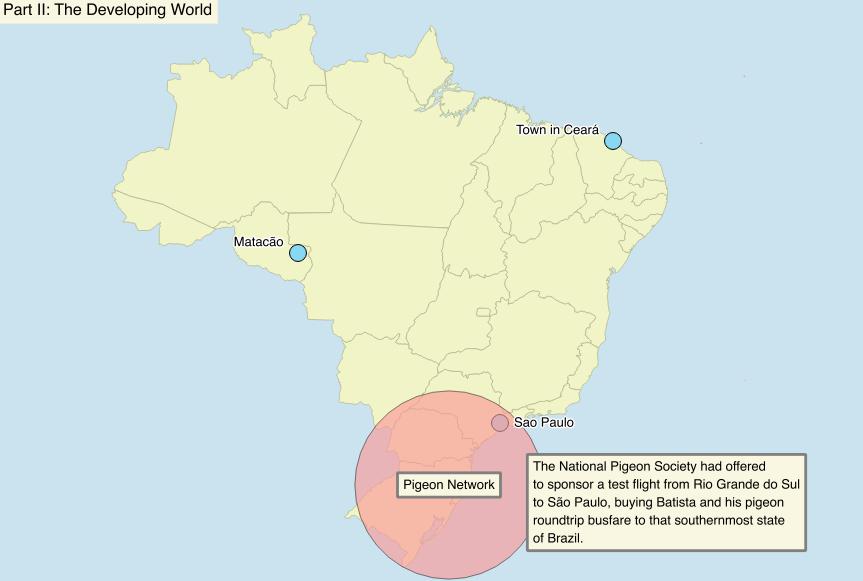 Part II: The Developing World
Town in Ceará
Matacão
Sao Paulo
Pigeon Network
The National Pigeon Society had offered
to sponsor a test flight from Rio Grande do Sul
to São Paulo, buying Batista and his pigeon
roundtrip busfare to that southernmost state
of Brazil.